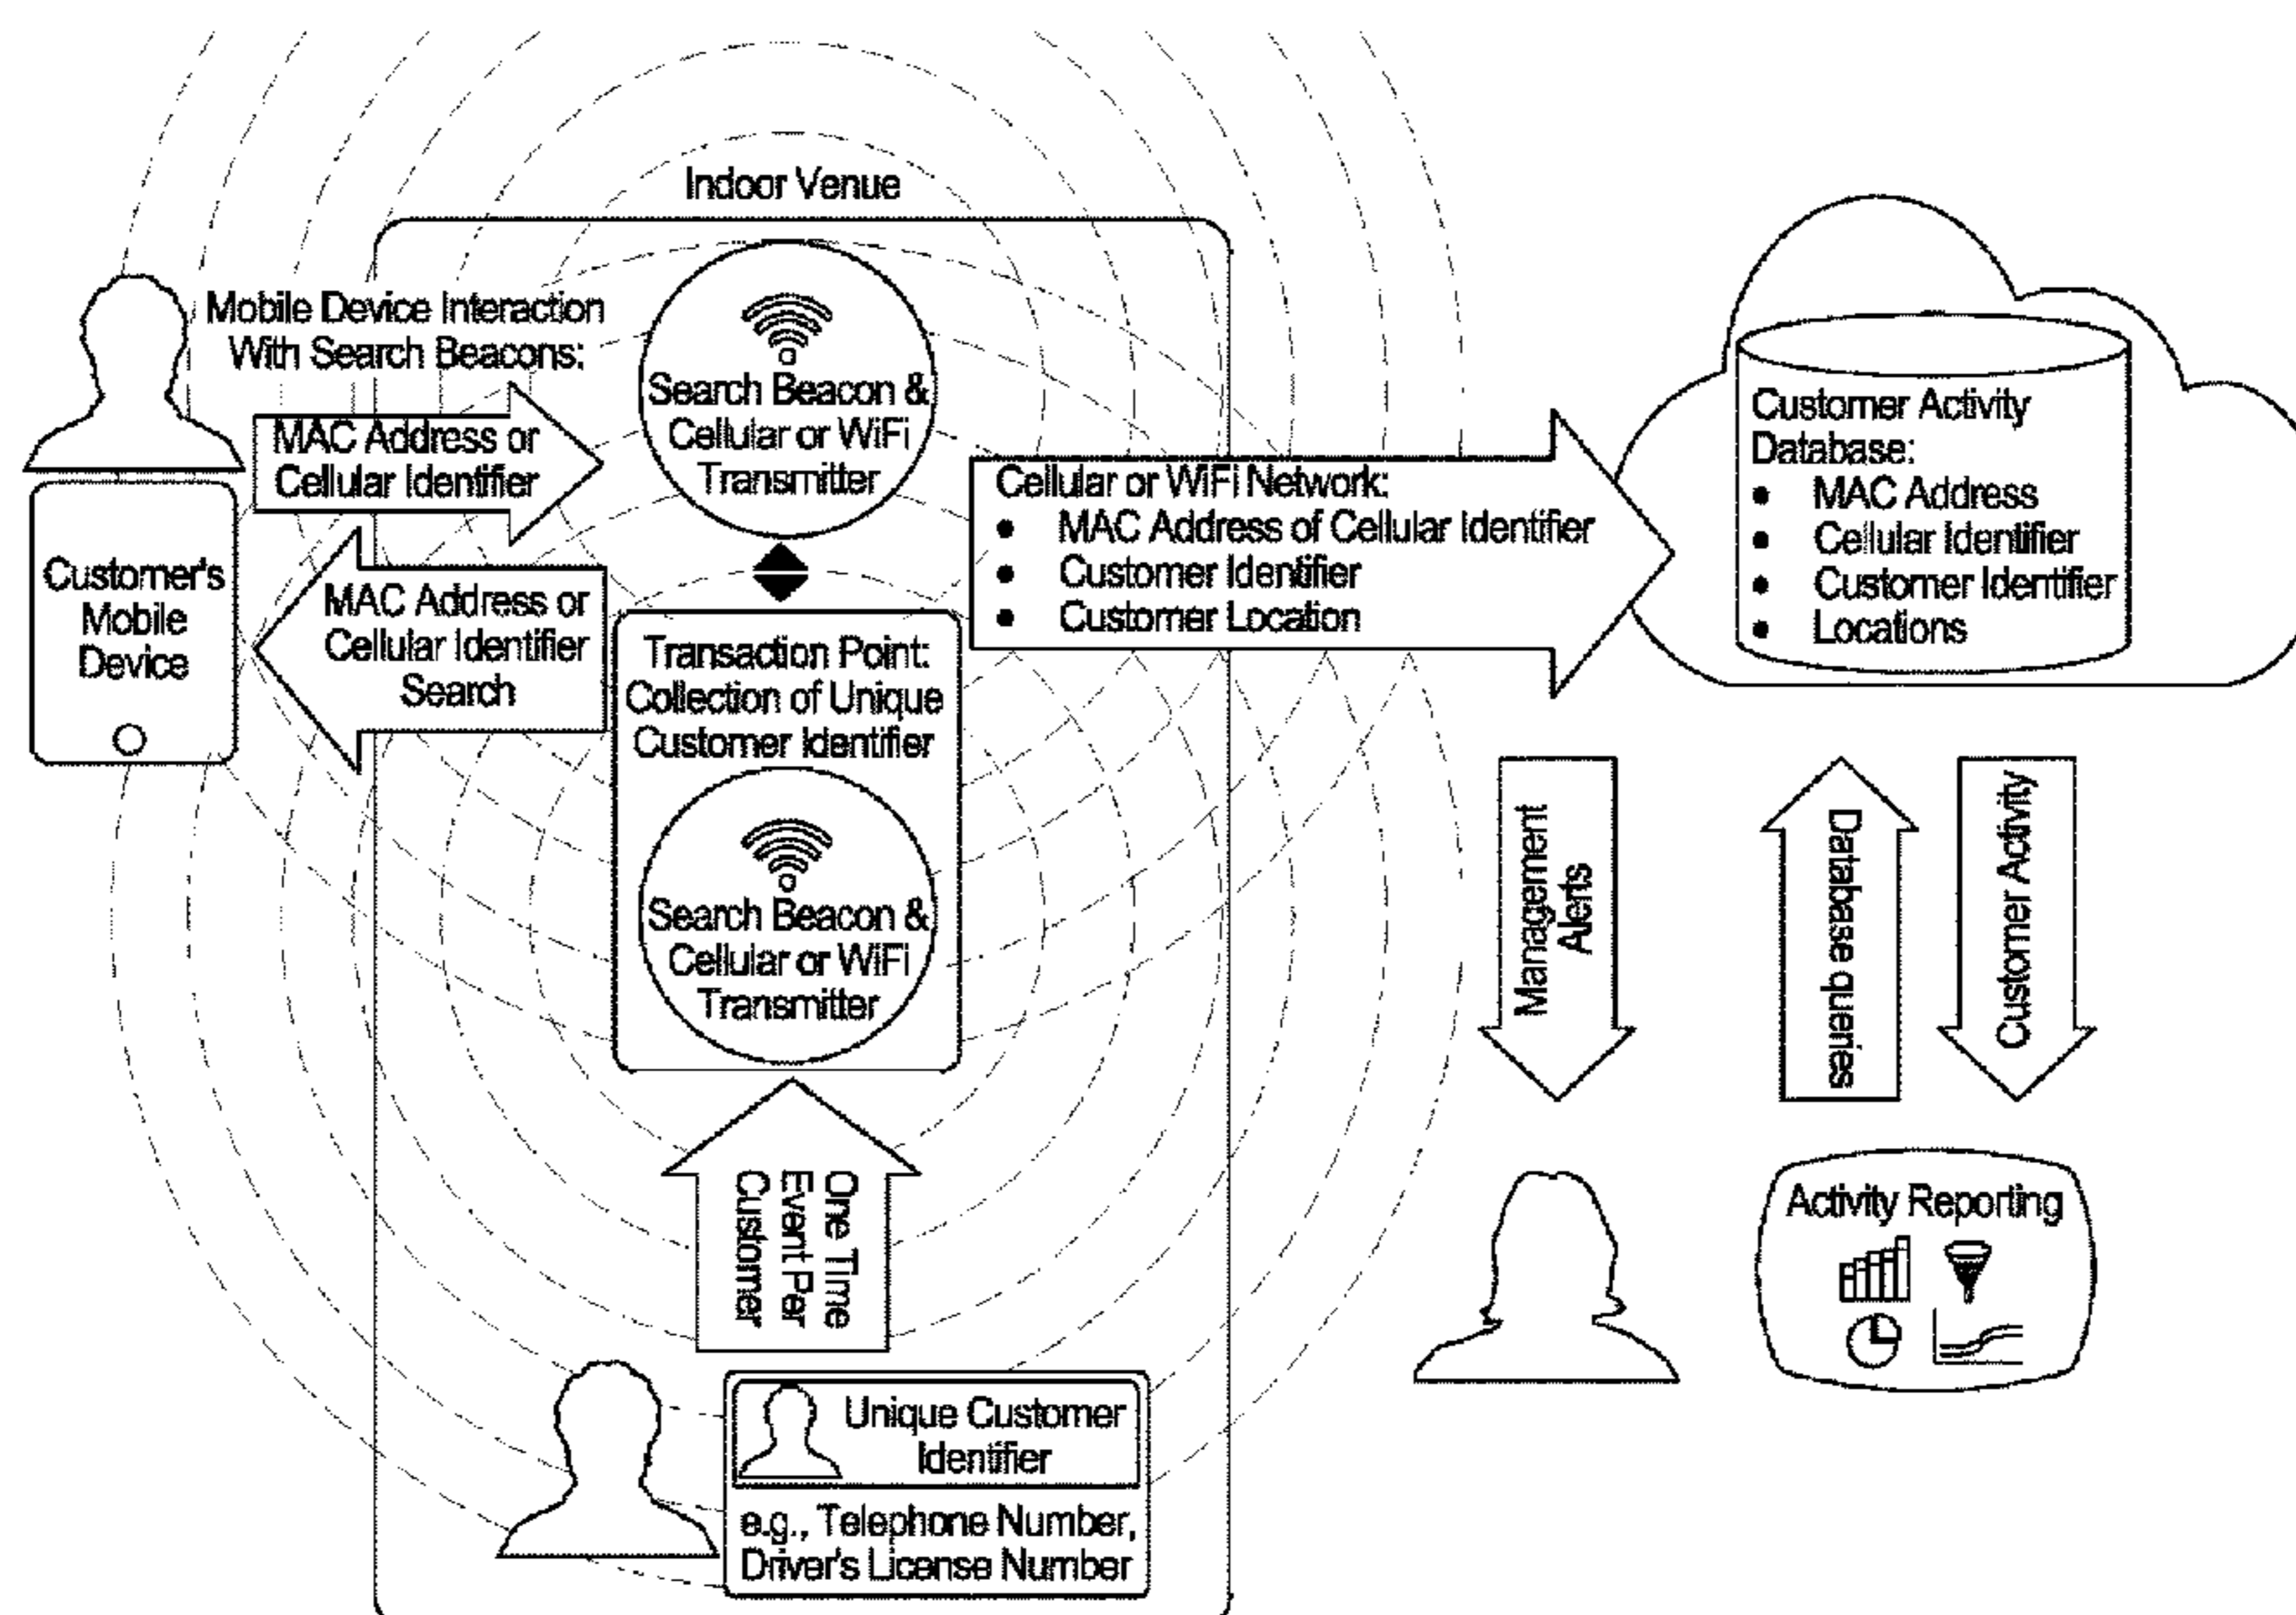 Indoor Venue
Mobile Device Interaction
With Search Beacons:
MAC Address or
Cellular Identifier
Customer's
Mobile
Device
MAC Address or
Cellular Identifier
Search
Search Beacon &
Cellular or WiFi
Transmitter
Transaction Point:
Collection of Unique
Customer Identifier
Search Beacon &
Cellular or WiFi
Transmitter
One Time
Event Per
Customer
Unique Customer
Identifier
e.g., Telephone Number,
Driver's License Number
Cellular or WiFi Network:
• MAC Address of Cellular Identifier
• Customer Identifier
• Customer Location
Customer Activity
Database:
• MAC Address
• Cellular Identifier
• Customer Identifier
• Locations
Management
Alerts
Database queries
Customer Activity
Activity Reporting